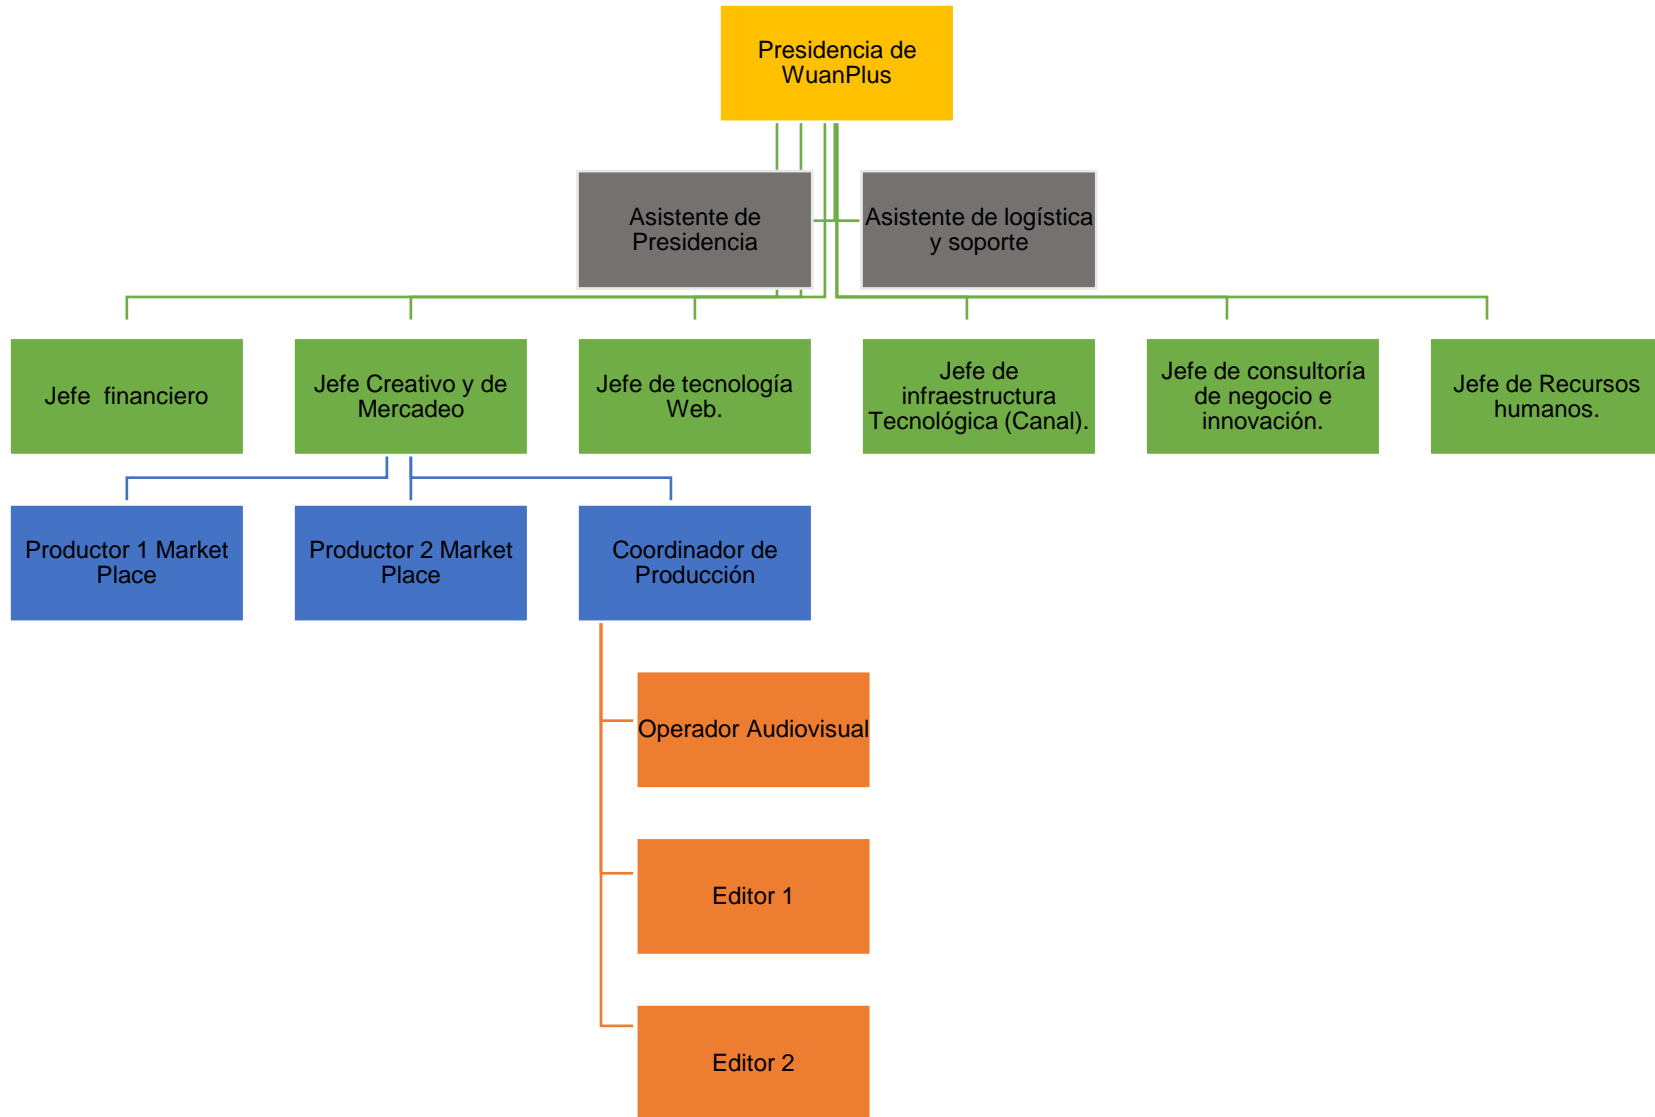 Presidencia de
WuanPlus
Asistente de
Presidencia
Asistente de logística
y soporte
Jefe  financiero
Jefe Creativo y de
Mercadeo
Jefe de tecnología
Web.
Jefe de
infraestructura
Tecnológica (Canal).
Jefe de consultoría
de negocio e
innovación.
Jefe de Recursos
humanos.
Productor 1 Market
Place
Productor 2 Market
Place
Coordinador de
Producción
Operador Audiovisual
Editor 1
Editor 2